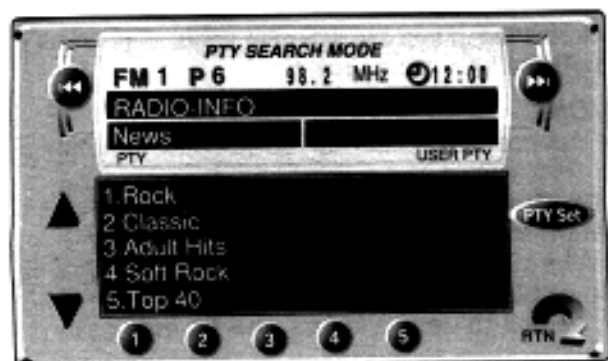 PTY SEARCH MODE
FM 1 P 6 98.2 MHz 12:00
RADIO-INFO
News
PTY USER PTY
1.Rock
2 Classic
3.Adult Hits
4 Soft Rock
5.Top 40
PTY Set
1 2 3 4 5
RTN